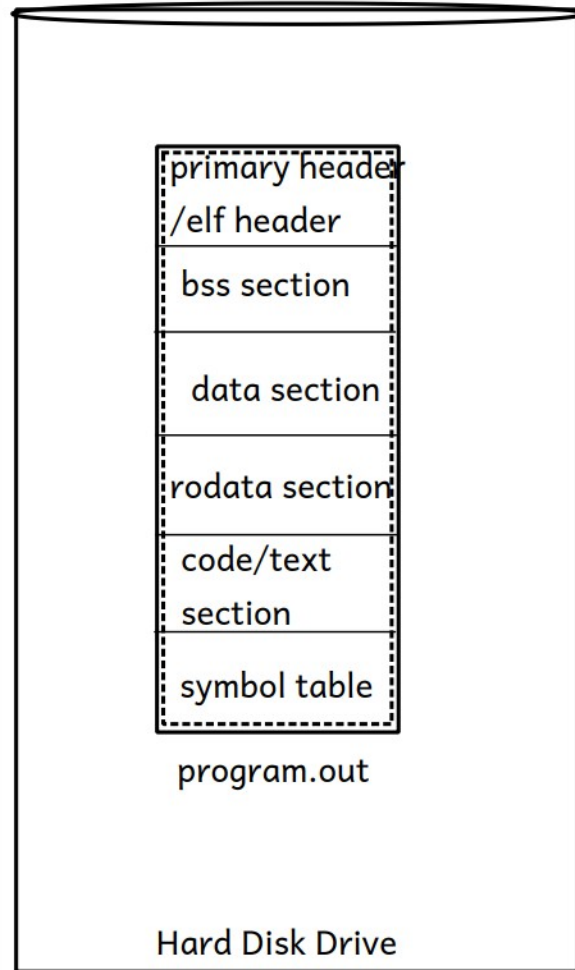 primary header
/elf header
bss section
data section
rodata section
code/text
section
symbol table
program.out
Hard Disk Drive